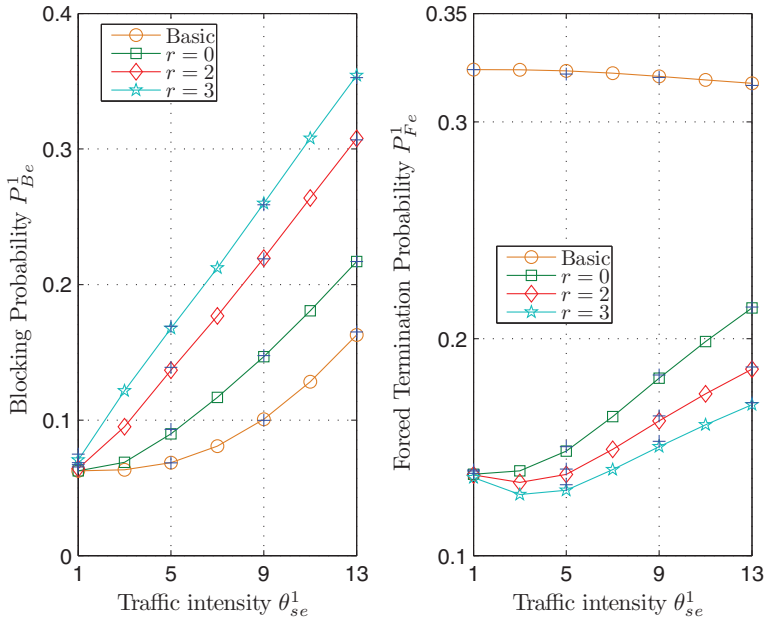 0.4
0.3
0.2
0.1
0
Blocking Probability $P^1_{Be}$
Basic
$r = 0$
$r = 2$
$r = 3$
1 5 9 13
Traffic intensity $\theta^1_{se}$
0.35
0.3
0.2
0.1
Forced Termination Probability $P^1_{Fe}$
Basic
$r = 0$
$r = 2$
$r = 3$
1 5 9 13
Traffic intensity $\theta^1_{se}$